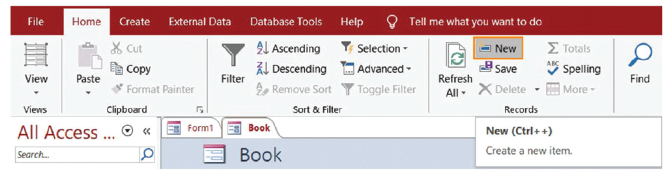 File Home Create External Data Database Tools Help Tell me what you want to do
View
Views
Paste
Cut
Copy
Format Painter
Clipboard
Filter
Ascending
Descending
Remove Sort
Selection
Advanced
Toggle Filter
Sort & Filter
Refresh
All
New
Save
Delete
Totals
ABC
Spelling
More
Records
Find
All Access ...
Search...
Form1
Book
Book
New (Ctrl++)
Create a new item.